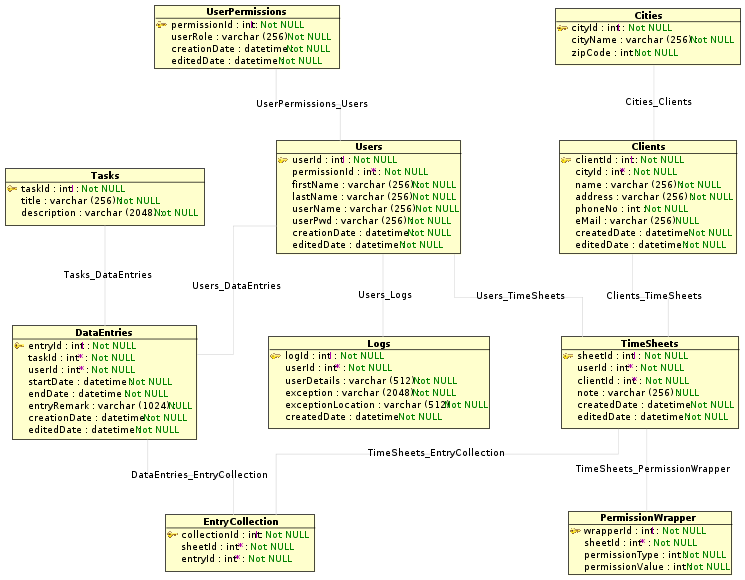 UserPermissions
permissionId : int : Not NULL
userRole : varchar (256) : Not NULL
creationDate : datetime : Not NULL
editedDate : datetime : Not NULL
Cities
cityId : int ! : Not NULL
cityName : varchar (256) : Not NULL
zipCode : int : Not NULL
UserPermissions_Users
Cities_Clients
Users
userId : int ! : Not NULL
permissionId : int * : Not NULL
firstName : varchar (256) : Not NULL
lastName : varchar (256) : Not NULL
userName : varchar (256) : Not NULL
userPwd : varchar (256) : Not NULL
creationDate : datetime : Not NULL
editedDate : datetime : Not NULL
Clients
clientId : int : Not NULL
cityId : int * : Not NULL
name : varchar (256) : Not NULL
address : varchar (256) : Not NULL
phoneNo : int : Not NULL
eMail : varchar (256) : Not NULL
createdDate : datetime : Not NULL
editedDate : datetime : Not NULL
Tasks
taskId : int ! : Not NULL
title : varchar (256) : Not NULL
description : varchar (2048) : Not NULL
Tasks_DataEntries
Users_DataEntries
Users_Logs
Users_TimeSheets
Clients_TimeSheets
DataEntries
entryId : int ! : Not NULL
taskId : int * : Not NULL
userId : int * : Not NULL
startDate : datetime : Not NULL
endDate : datetime : Not NULL
entryRemark : varchar (1024) : NULL
creationDate : datetime : Not NULL
editedDate : datetime : Not NULL
Logs
logId : int ! : Not NULL
userId : int * : Not NULL
userDetails : varchar (512) : Not NULL
exception : varchar (2048) : Not NULL
exceptionLocation : varchar (512) : Not NULL
createdDate : datetime : Not NULL
TimeSheets
sheetId : int ! : Not NULL
userId : int * : Not NULL
clientId : int * : Not NULL
note : varchar (256) : NULL
createdDate : datetime : Not NULL
editedDate : datetime : Not NULL
DataEntries_EntryCollection
TimeSheets_EntryCollection
TimeSheets_PermissionWrapper
EntryCollection
collectionId : int : Not NULL
sheetId : int * : Not NULL
entryId : int * : Not NULL
PermissionWrapper
wrapperId : int ! : Not NULL
sheetId : int * : Not NULL
permissionType : int : Not NULL
permissionValue : int : Not NULL